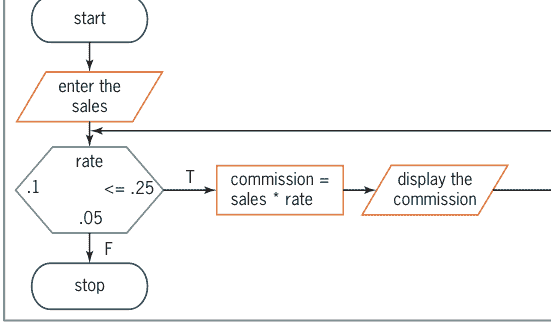 start
enter the
sales
rate
.1
<= .25
.05
T
commission =
sales * rate
display the
commission
F
stop